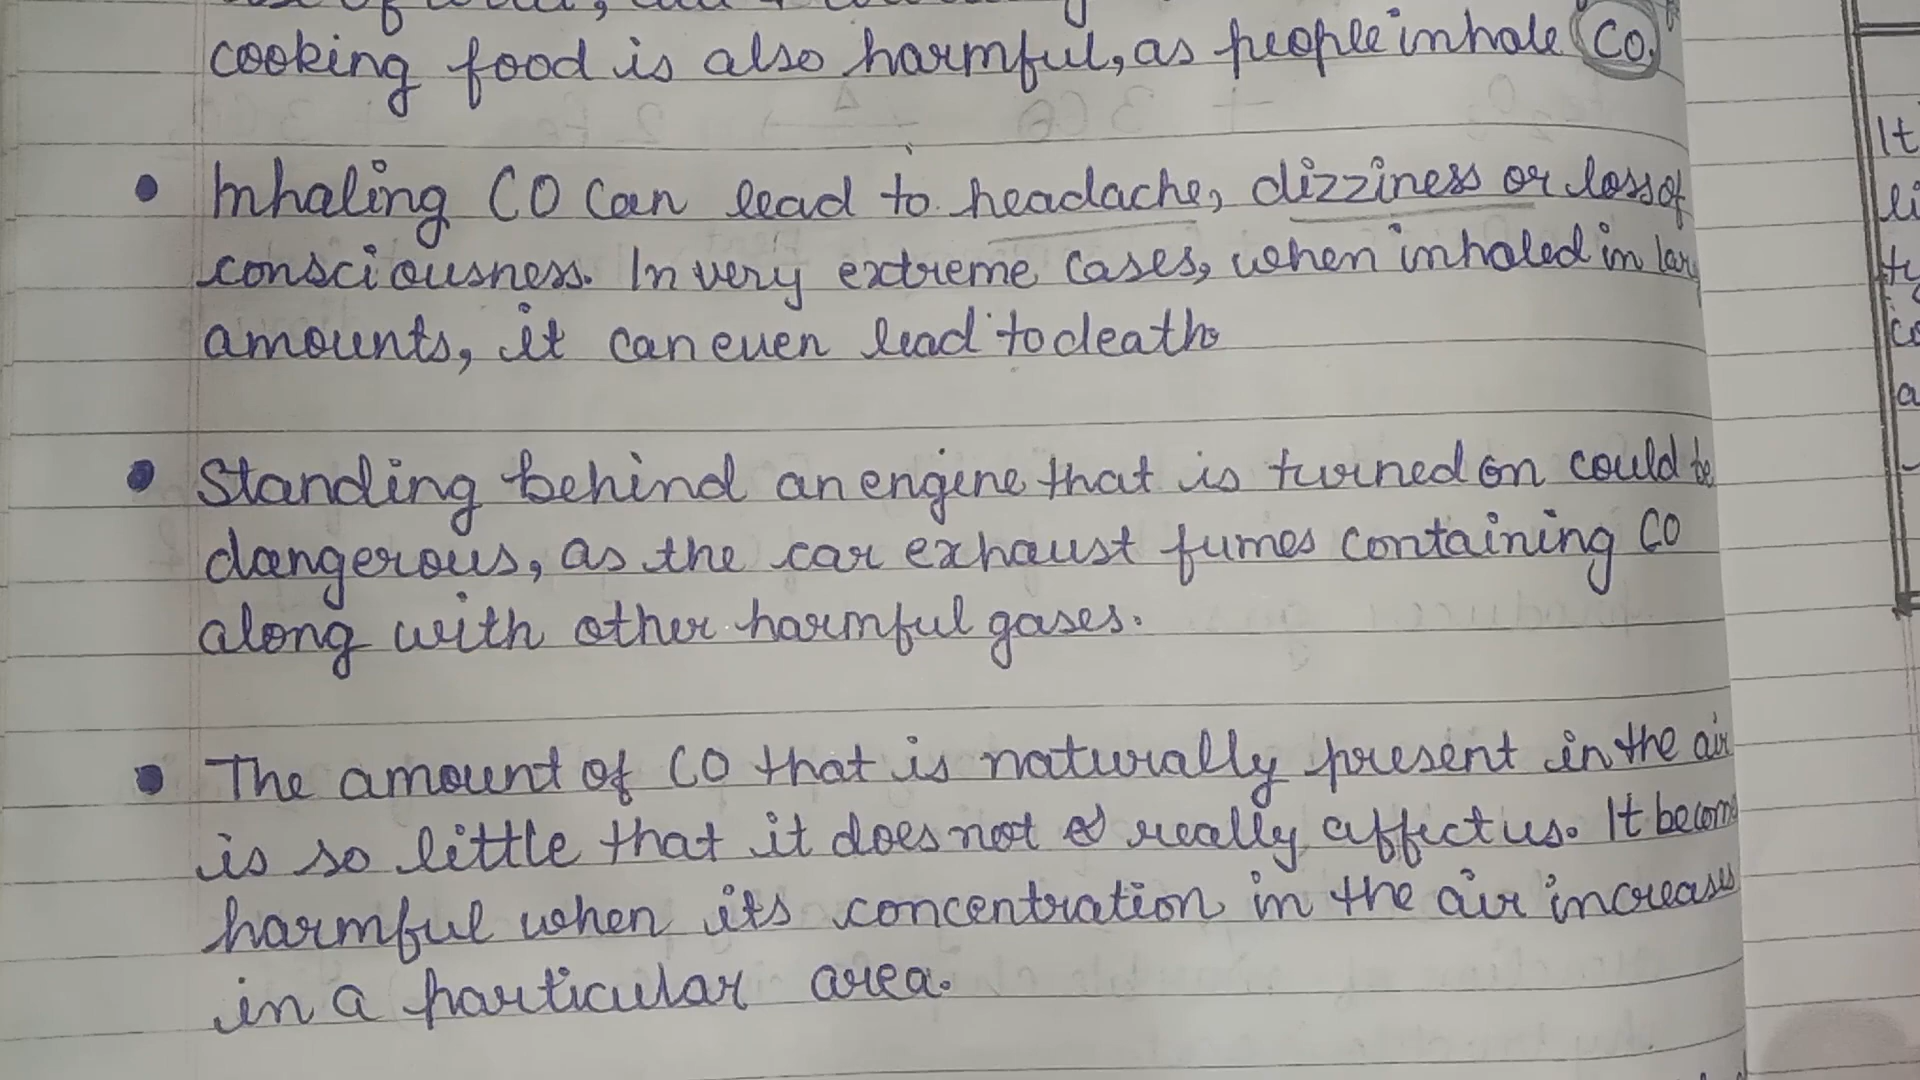 cooking food is also harmful, as people inhale CO.
• Inhaling CO can lead to headache, dizziness or loss of
consciousness. In very extreme cases, when inhaled in
amounts, it can even lead to death.
• Standing behind an engine that is turned on could be
dangerous, as the car exhaust fumes containing CO
along with other harmful gases.
• The amount of CO that is naturally present in the air
is so little that it does not really affect us. It
harmful when its concentration in the air increases
in a particular area.
It